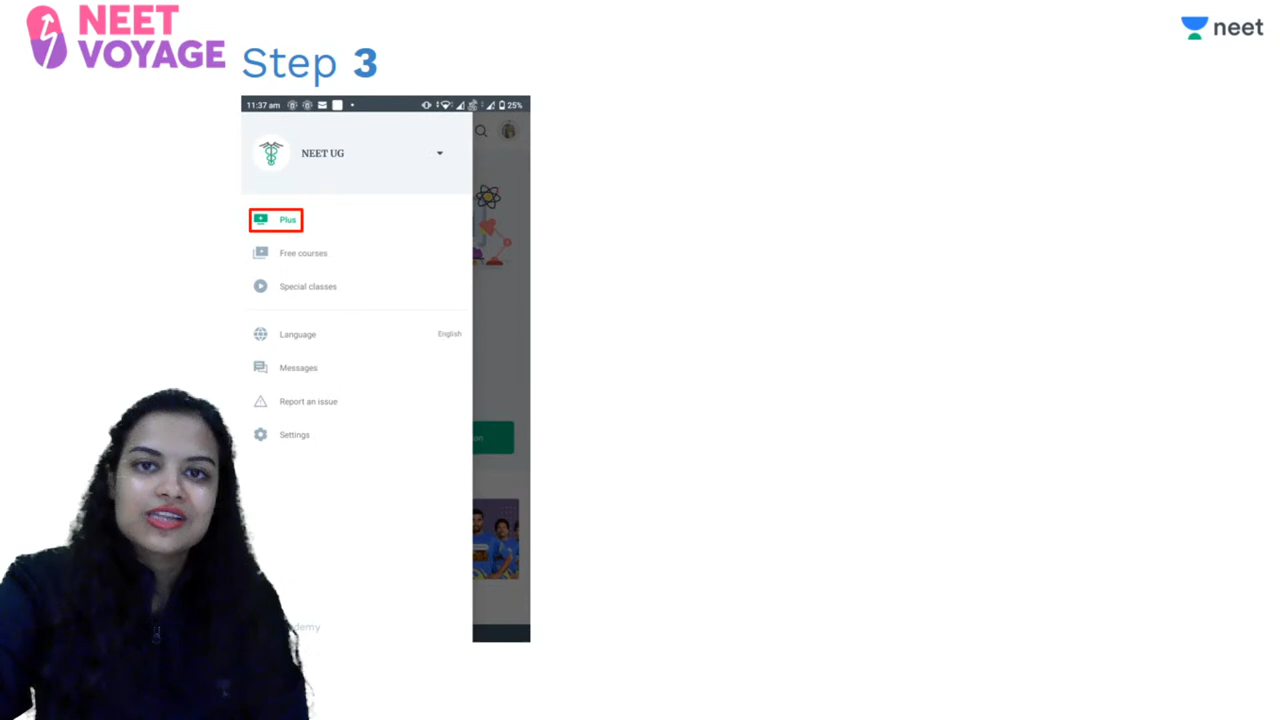 NEET
VOYAGE
neet
Step 3
11:37 am
25%
NEET UG
Plus
Free courses
Special classes
Language English
Messages
Report an issue
Settings